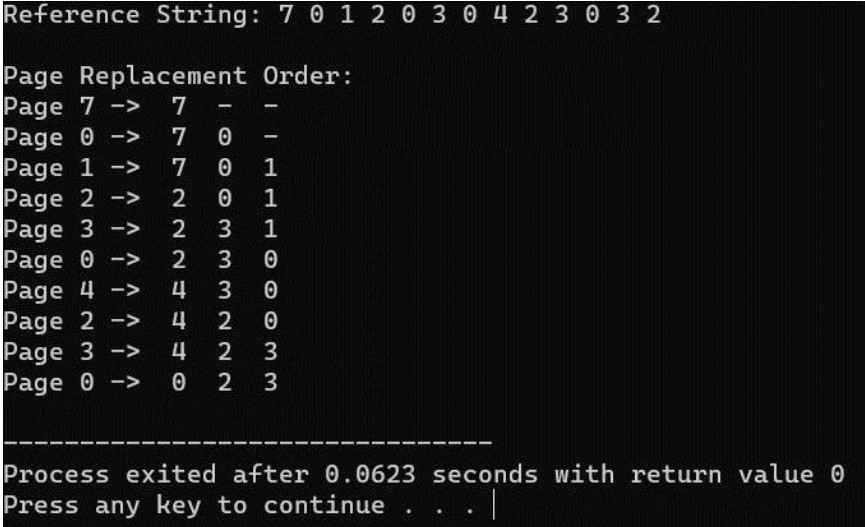 Reference String: 7 0 1 2 0 3 0 4 2 3 0 3 2
Page Replacement Order:
Page 7 -> 7 - -
Page 0 -> 7 0 -
Page 1 -> 7 0 1
Page 2 -> 2 0 1
Page 3 -> 2 3 1
Page 0 -> 2 3 0
Page 4 -> 4 3 0
Page 2 -> 4 2 0
Page 3 -> 4 2 3
Page 0 -> 0 2 3
--------------------------------
Process exited after 0.0623 seconds with return value 0
Press any key to continue . . .